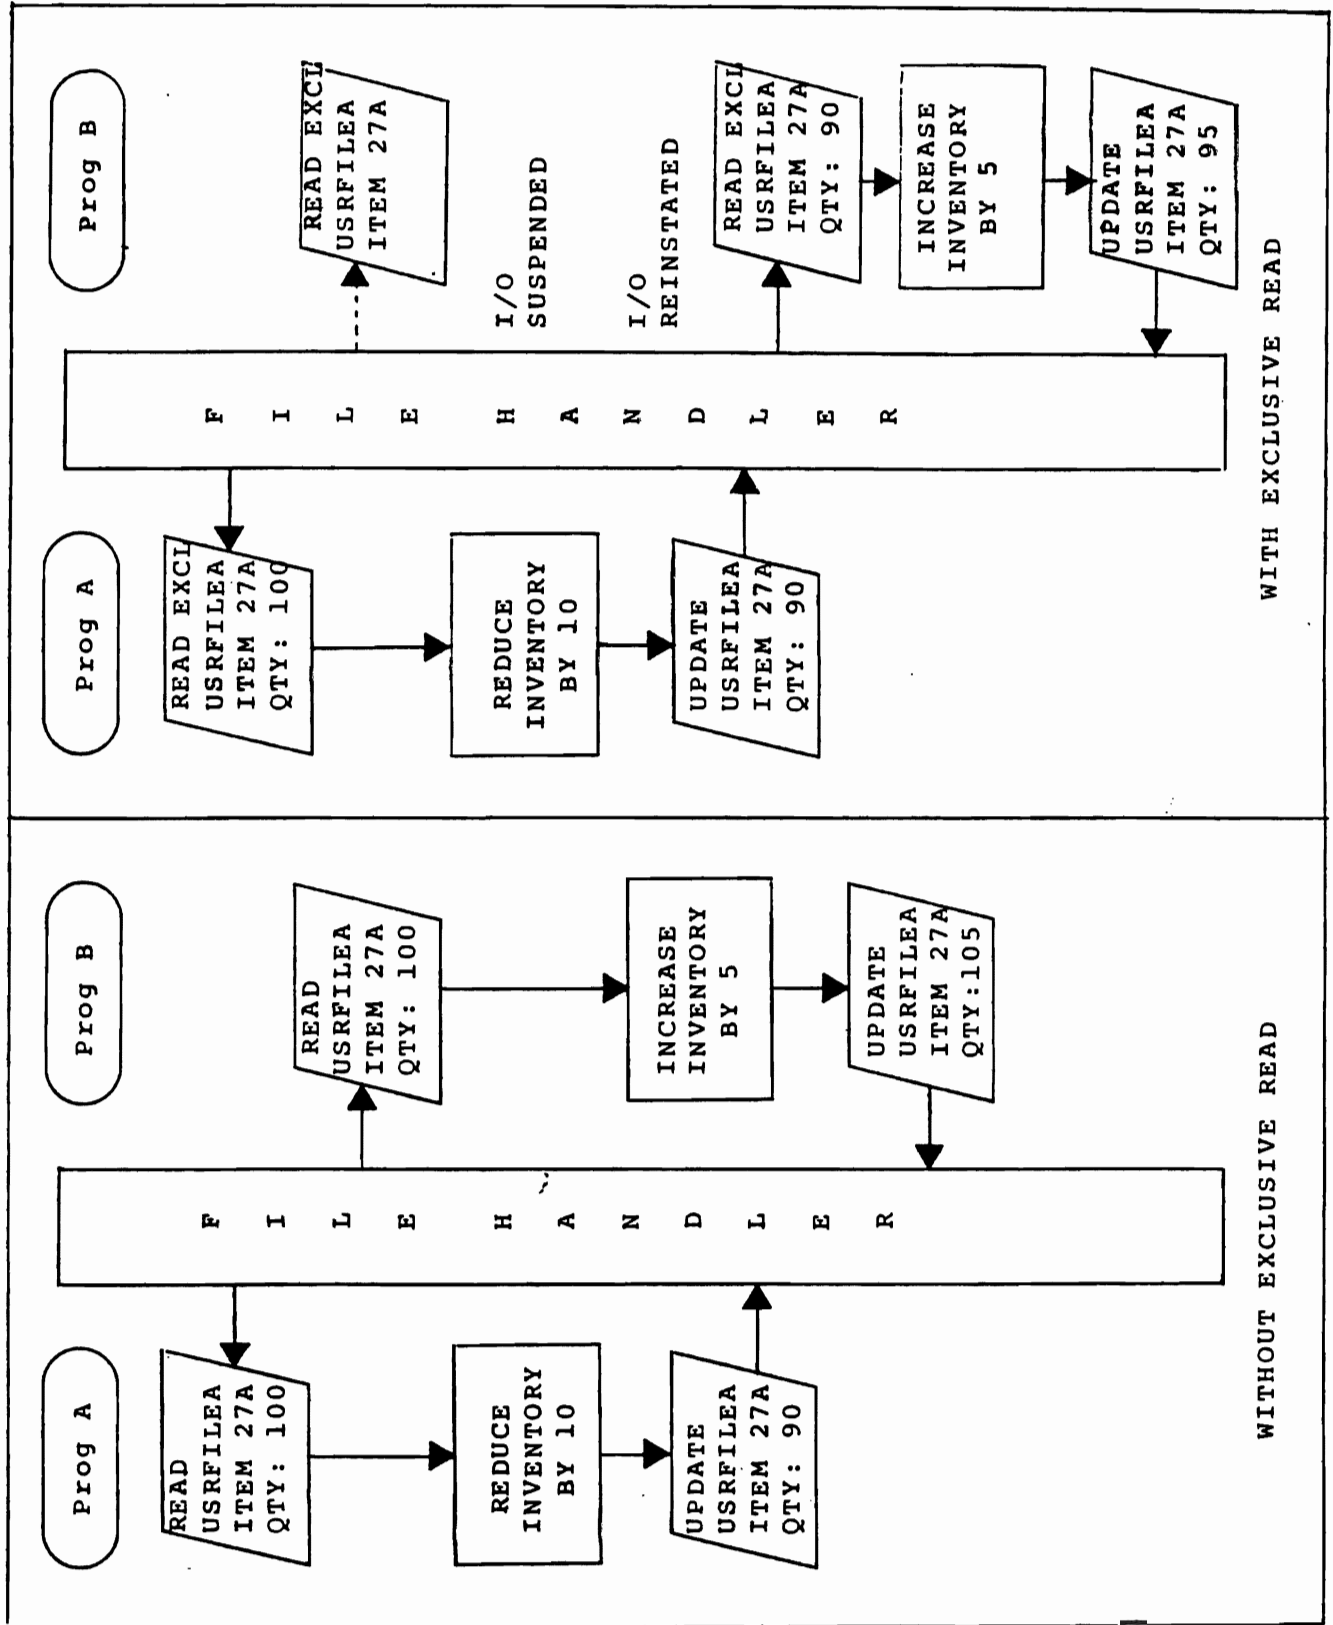 Prog A
READ
USRFILEA
ITEM 27A
QTY: 100
REDUCE
INVENTORY
BY 10
UPDATE
USRFILEA
ITEM 27A
QTY: 90
F I L E H A N D L E R
Prog B
READ
USRFILEA
ITEM 27A
QTY: 100
INCREASE
INVENTORY
BY 5
UPDATE
USRFILEA
ITEM 27A
QTY:105
WITHOUT EXCLUSIVE READ
Prog A
READ EXCL
USRFILEA
ITEM 27A
QTY: 100
REDUCE
INVENTORY
BY 10
UPDATE
USRFILEA
ITEM 27A
QTY: 90
F I L E H A N D L E R
Prog B
READ EXCL
USRFILEA
ITEM 27A
I/O
SUSPENDED
I/O
REINSTATED
READ EXCL
USRFILEA
ITEM 27A
QTY: 90
INCREASE
INVENTORY
BY 5
UPDATE
USRFILEA
ITEM 27A
QTY: 95
WITH EXCLUSIVE READ